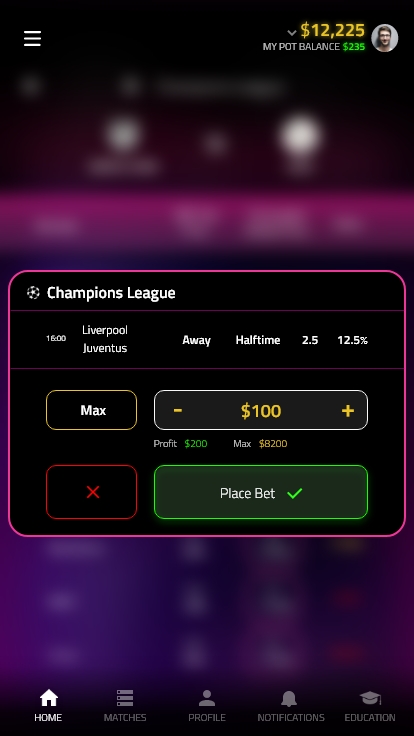 $12,225
MY POT BALANCE $235
Champions League
16:00 Liverpool Juventus Away Halftime 2.5 12.5%
Max - $100 +
Profit $200 Max $8200
Place Bet
HOME MATCHES PROFILE NOTIFICATIONS EDUCATION